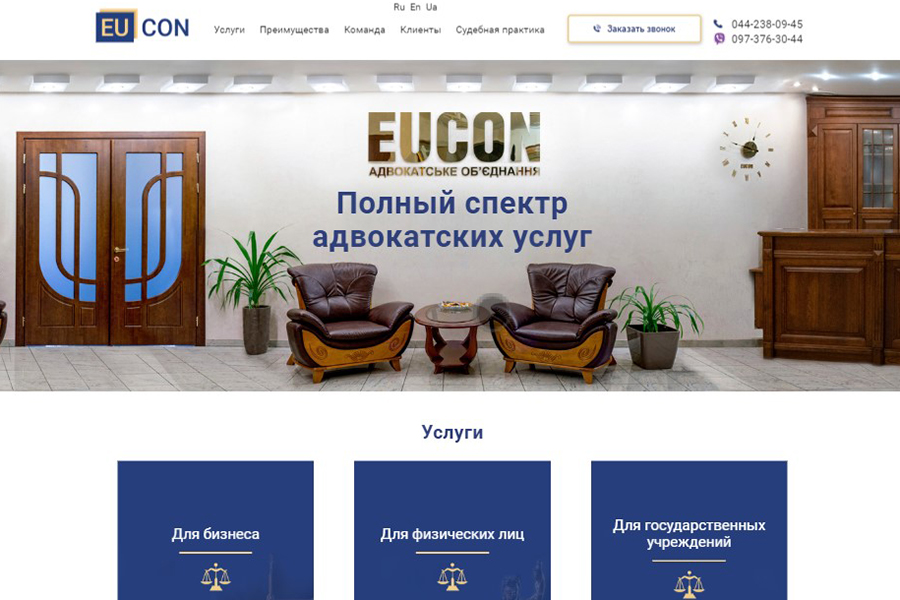 Ru En Ua
EU CON
Услуги Преимущества Команда Клиенты Судебная практика
Заказать звонок
044-238-09-45
097-376-30-44
EUCON
АДВОКАТСЬКЕ ОБ'ЄДНАННЯ
Полный спектр
адвокатских услуг
Услуги
Для бизнеса
Для физических лиц
Для государственных
учреждений